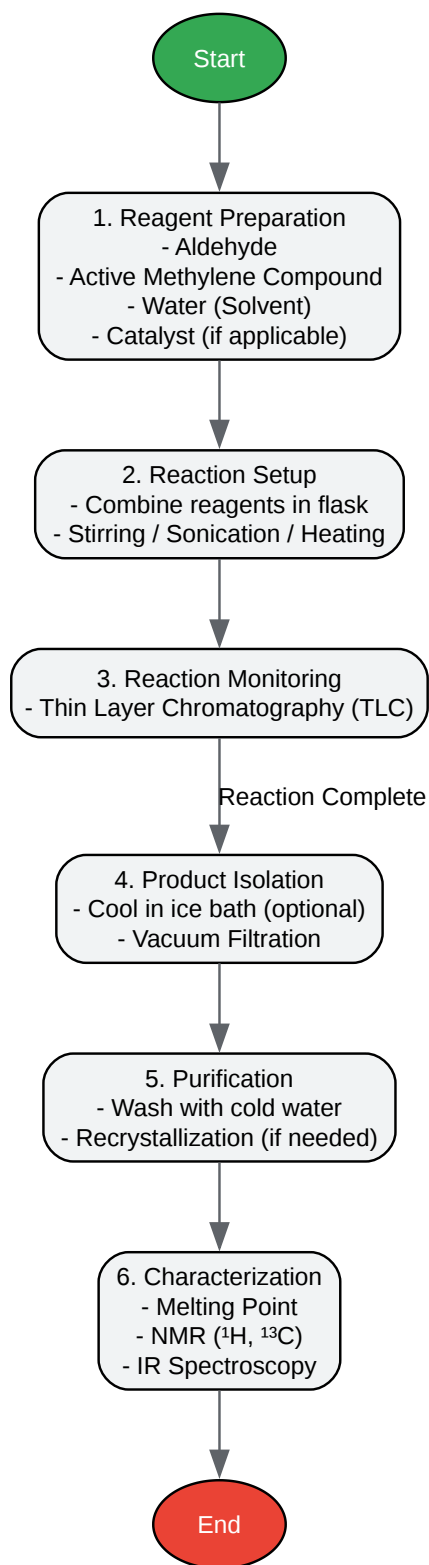 Start
1. Reagent Preparation
- Aldehyde
- Active Methylene Compound
- Water (Solvent)
- Catalyst (if applicable)
2. Reaction Setup
- Combine reagents in flask
- Stirring / Sonication / Heating
3. Reaction Monitoring
- Thin Layer Chromatography (TLC)
Reaction Complete
4. Product Isolation
- Cool in ice bath (optional)
- Vacuum Filtration
5. Purification
- Wash with cold water
- Recrystallization (if needed)
6. Characterization
- Melting Point
- NMR (¹H, ¹³C)
- IR Spectroscopy
End